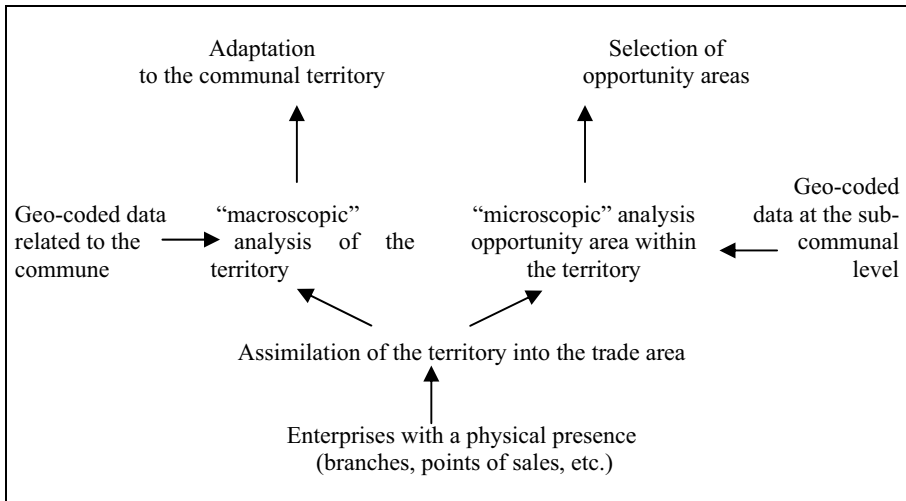 Adaptation
to the communal territory
Selection of
opportunity areas
Geo-coded data
related to the
commune
“macroscopic”
analysis of the
territory
“microscopic” analysis
opportunity area within
the territory
Geo-coded
data at the sub-
communal
level
Assimilation of the territory into the trade area
Enterprises with a physical presence
(branches, points of sales, etc.)